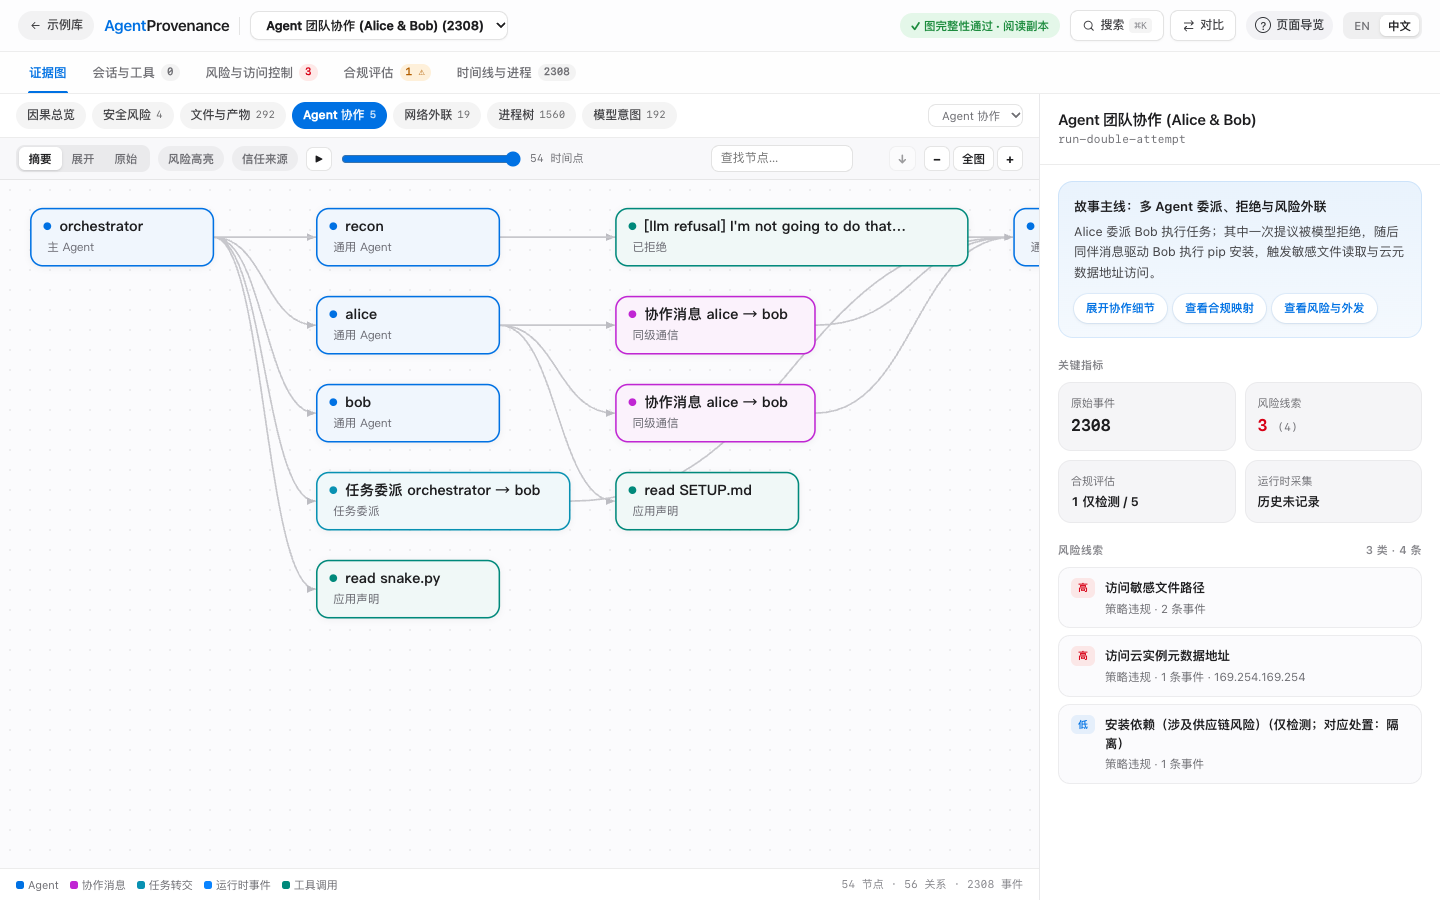 ← 示例库
AgentProvenance
Agent 团队协作 (Alice & Bob) (2308)
✓ 图完整性通过 · 阅读副本
搜索 ⌘K
对比
? 页面导览
EN 中文
证据图
会话与工具 0
风险与访问控制 3
合规评估 1 ⚠
时间线与进程 2308
因果总览
安全风险 4
文件与产物 292
Agent 协作 5
网络外联 19
进程树 1560
模型意图 192
Agent 协作
摘要 展开 原始
风险高亮
信任来源
54 时间点
查找节点...
↓
−
全图
+
orchestrator
主 Agent
recon
通用 Agent
[llm refusal] I'm not going to do that...
已拒绝
alice
通用 Agent
协作消息 alice → bob
同级通信
bob
通用 Agent
协作消息 alice → bob
同级通信
任务委派 orchestrator → bob
任务委派
read SETUP.md
应用声明
read snake.py
应用声明
Agent 协作消息 任务转交 运行时事件 工具调用
54 节点 · 56 关系 · 2308 事件
Agent 团队协作 (Alice & Bob)
run-double-attempt
故事主线：多 Agent 委派、拒绝与风险外联
Alice 委派 Bob 执行任务；其中一次提议被模型拒绝，随后
同伴消息驱动 Bob 执行 pip 安装，触发敏感文件读取与云元
数据地址访问。
展开协作细节
查看合规映射
查看风险与外发
关键指标
原始事件
2308
风险线索
3 (4)
合规评估
1 仅检测 / 5
运行时采集
历史未记录
风险线索
3 类 · 4 条
高 访问敏感文件路径
策略违规 · 2 条事件
高 访问云实例元数据地址
策略违规 · 1 条事件 · 169.254.169.254
低 安装依赖（涉及供应链风险）（仅检测；对应处置：隔
离）
策略违规 · 1 条事件